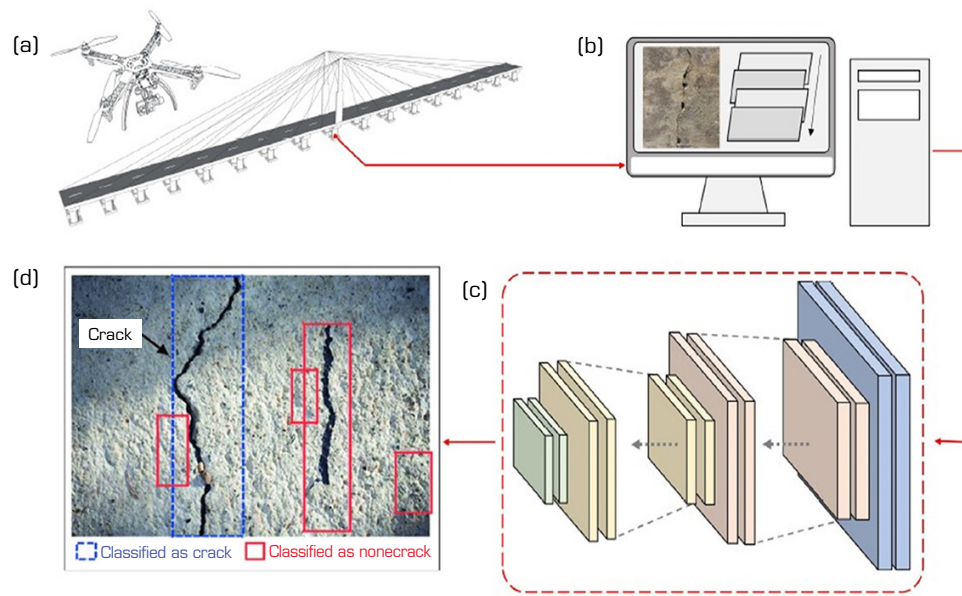 (a)
(b)
(d)
(c)
Crack
Classified as crack
Classified as nonecrack